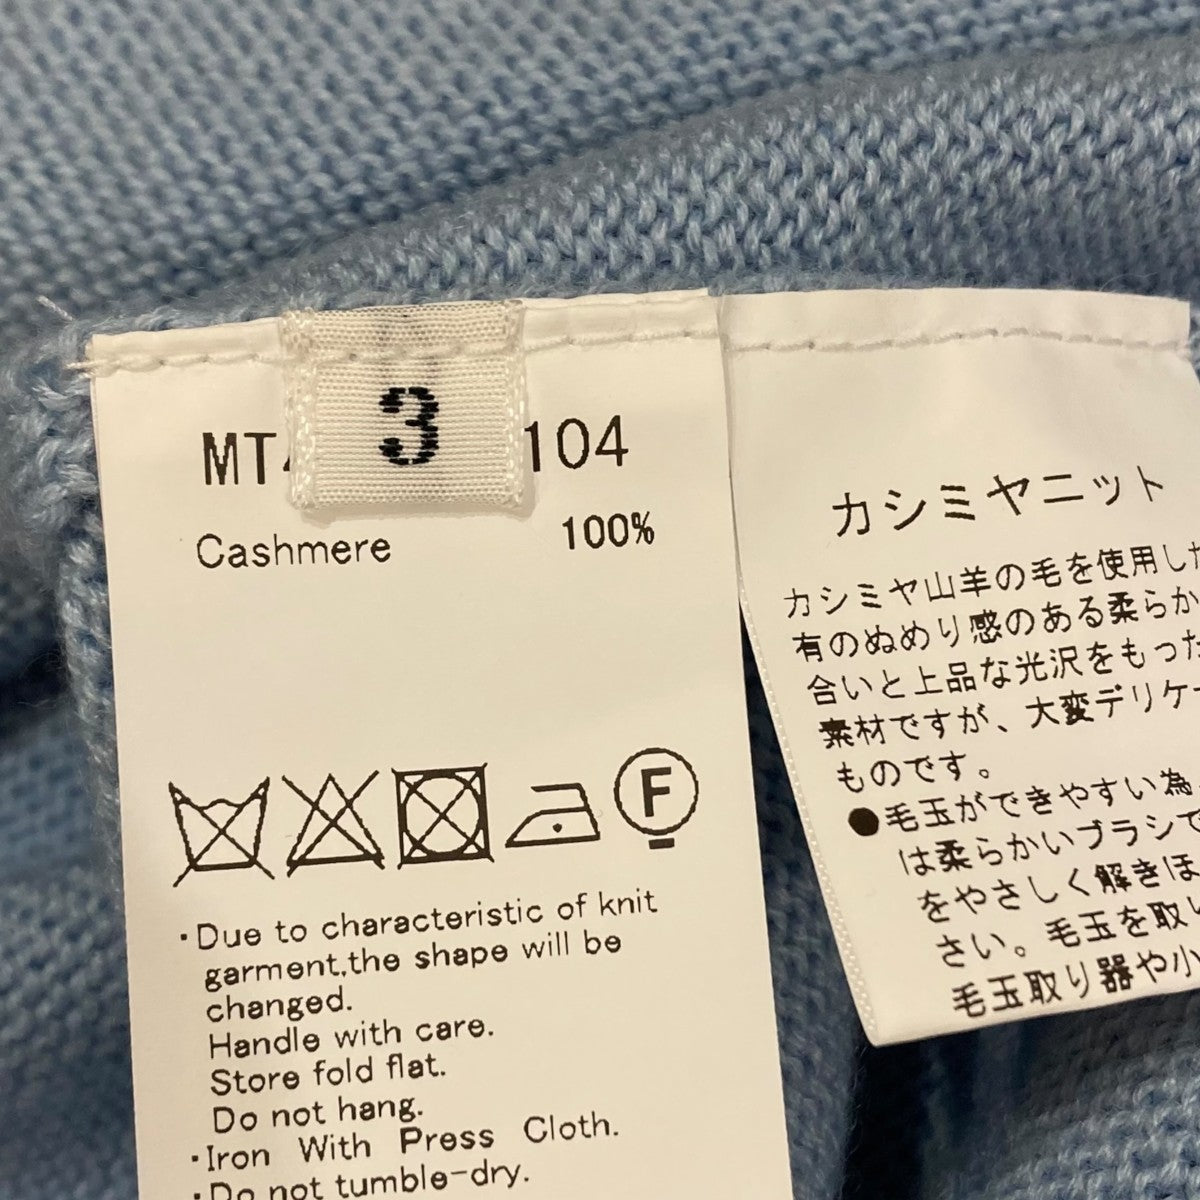 3
MT 104
Cashmere 100%
F
・Due to characteristic of knit
garment,the shape will be
changed.
Handle with care.
Store fold flat.
Do not hang.
・Iron With Press Cloth.
・Do not tumble-dry.
カシミヤニット
カシミヤ山羊の毛を使用した
有のぬめり感のある柔らか
合いと上品な光沢をもった
素材ですが、大変デリケー
ものです。
●毛玉ができやすい為
は柔らかいブラシで
をやさしく解きほ
さい。毛玉を取り
毛玉取り器や小